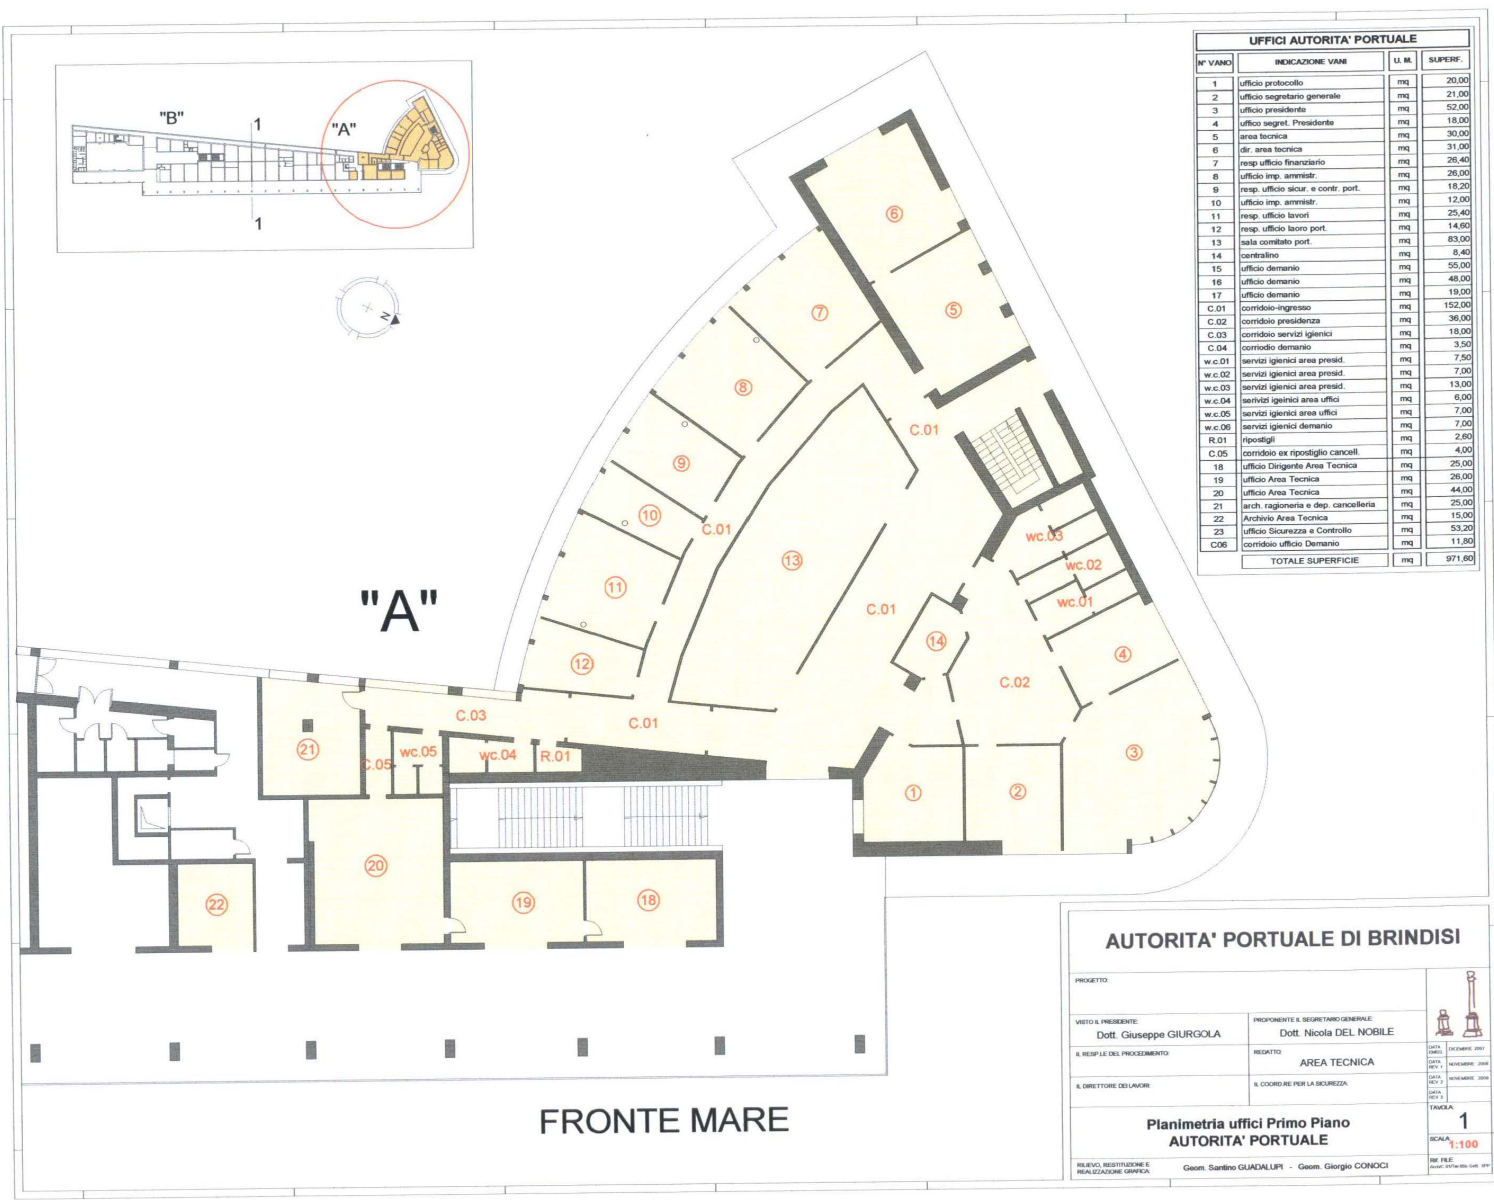 "B"
1
"A"
1
N
"A"
UFFICI AUTORITA' PORTUALE
N° VANO INDICAZIONE VANI U. M. SUPERF.
1 ufficio protocollo mq 20,00
2 ufficio segretario generale mq 21,00
3 ufficio presidente mq 52,00
4 uffico segret. Presidente mq 18,00
5 area tecnica mq 30,00
6 dir. area tecnica mq 31,00
7 resp ufficio finanziario mq 26,40
8 ufficio imp. ammistr. mq 26,00
9 resp. ufficio sicur. e contr. port. mq 18,20
10 ufficio imp. ammistr. mq 12,00
11 resp. ufficio lavori mq 25,40
12 resp. ufficio laoro port. mq 14,60
13 sala comitato port. mq 83,00
14 centralino mq 8,40
15 ufficio demanio mq 55,00
16 ufficio demanio mq 48,00
17 ufficio demanio mq 19,00
C.01 corridoio-ingresso mq 152,00
C.02 corridoio presidenza mq 36,00
C.03 corridoio servizi igienici mq 18,00
C.04 corriodio demanio mq 3,50
w.c.01 servizi igienici area presid. mq 7,50
w.c.02 servizi igienici area presid. mq 7,00
w.c.03 servizi igienici area presid. mq 13,00
w.c.04 serivizi igeinici area uffici mq 6,00
w.c.05 servizi igienici area uffici mq 7,00
w.c.06 servizi igienici demanio mq 7,00
R.01 ripostigli mq 2,60
C.05 corridoio ex ripostiglio cancell. mq 4,00
18 ufficio Dirigente Area Tecnica mq 25,00
19 ufficio Area Tecnica mq 26,00
20 ufficio Area Tecnica mq 44,00
21 arch. ragioneria e dep. cancelleria mq 25,00
22 Archivio Area Tecnica mq 15,00
23 ufficio Sicurezza e Controllo mq 53,20
C06 corridoio ufficio Demanio mq 11,80
TOTALE SUPERFICIE mq 971,60
6
7
5
8
C.01
9
10
C.01
wc.03
13
wc.02
11
wc.01
C.01
14
12
4
C.02
C.03
C.01
21
C.05
wc.05
wc.04
R.01
3
1
2
20
22
19
18
FRONTE MARE
AUTORITA' PORTUALE DI BRINDISI
PROGETTO:
VISTO IL PRESIDENTE:
Dott. Giuseppe GIURGOLA
PROPONENTE IL SEGRETARIO GENERALE:
Dott. Nicola DEL NOBILE
IL RESP.LE DEL PROCEDIMENTO:
REDATTO:
AREA TECNICA
IL DIRETTORE DEI LAVORI:
IL COORD.RE PER LA SICUREZZA:
DICEMBRE 2007
DATA REV. 1 NOVEMBRE 2008
DATA REV. 2
DATA REV. 3
Planimetria uffici Primo Piano
AUTORITA' PORTUALE
TAVOLA:
1
SCALA:
1:100
RILIEVO, RESTITUZIONE E
REALIZZAZIONE GRAFICA:
Geom. Santino GUADALUPI - Geom. Giorgio CONOCI
Rif. FILE: